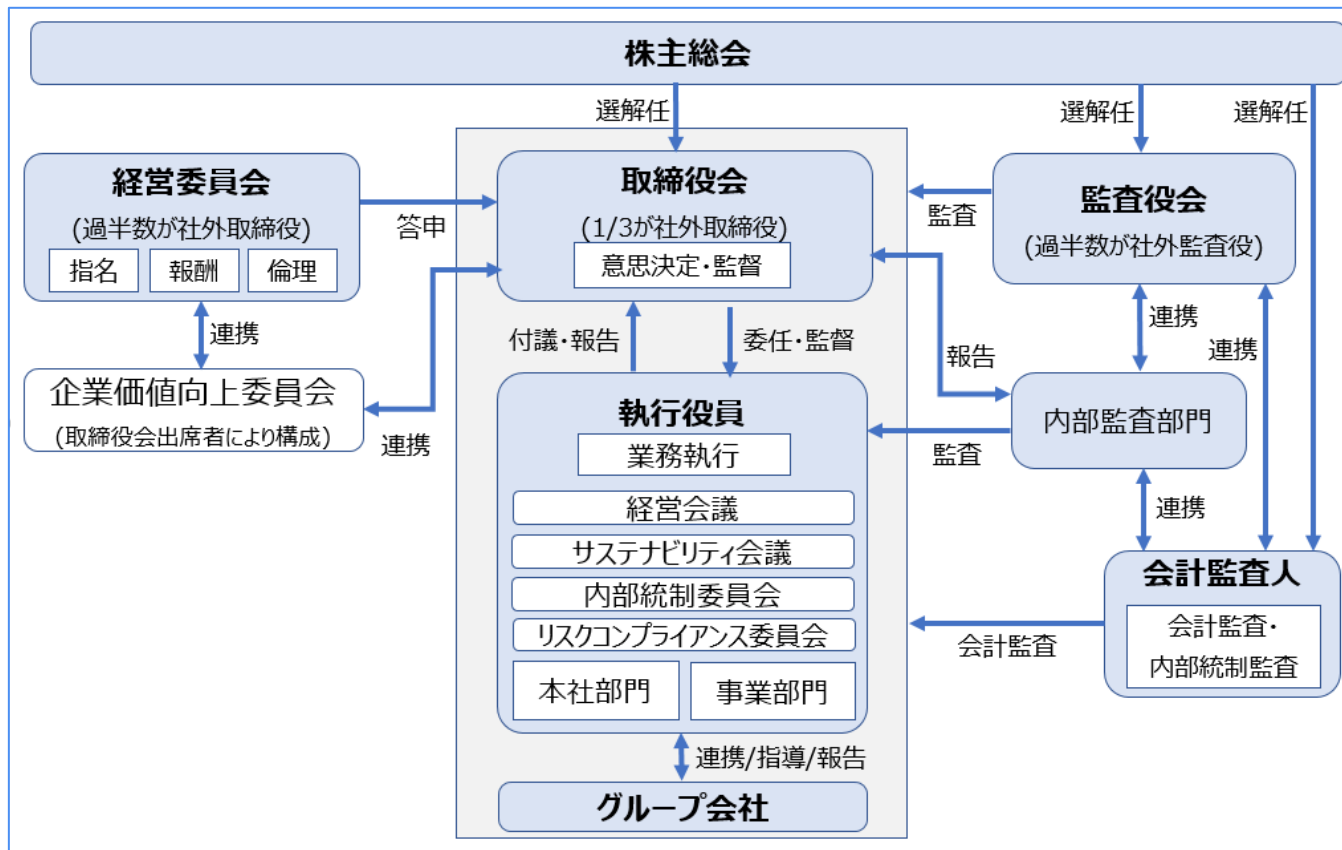 株主総会
選解任
選解任
選解任
経営委員会
(過半数が社外取締役)
指名
報酬
倫理
答申
取締役会
(1/3が社外取締役)
意思決定・監督
監査
監査役会
(過半数が社外監査役)
連携
付議・報告
委任・監督
報告
連携
連携
企業価値向上委員会
(取締役会出席者により構成)
連携
執行役員
業務執行
監査
内部監査部門
経営会議
サステナビリティ会議
内部統制委員会
リスクコンプライアンス委員会
本社部門
事業部門
連携
会計監査人
会計監査・
内部統制監査
会計監査
連携/指導/報告
グループ会社